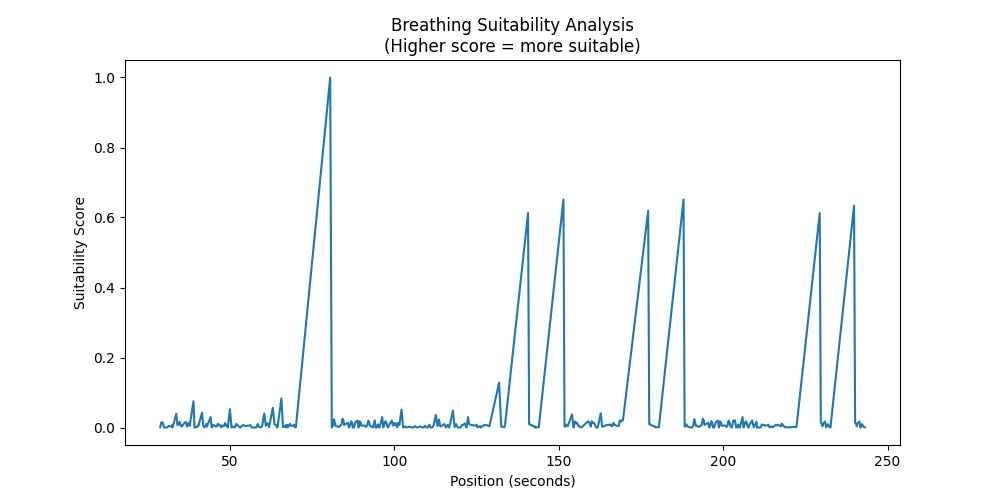 Breathing Suitability Analysis
(Higher score = more suitable)
1.0
0.8
0.6
0.4
0.2
0.0
Suitability Score
50
100
150
200
250
Position (seconds)